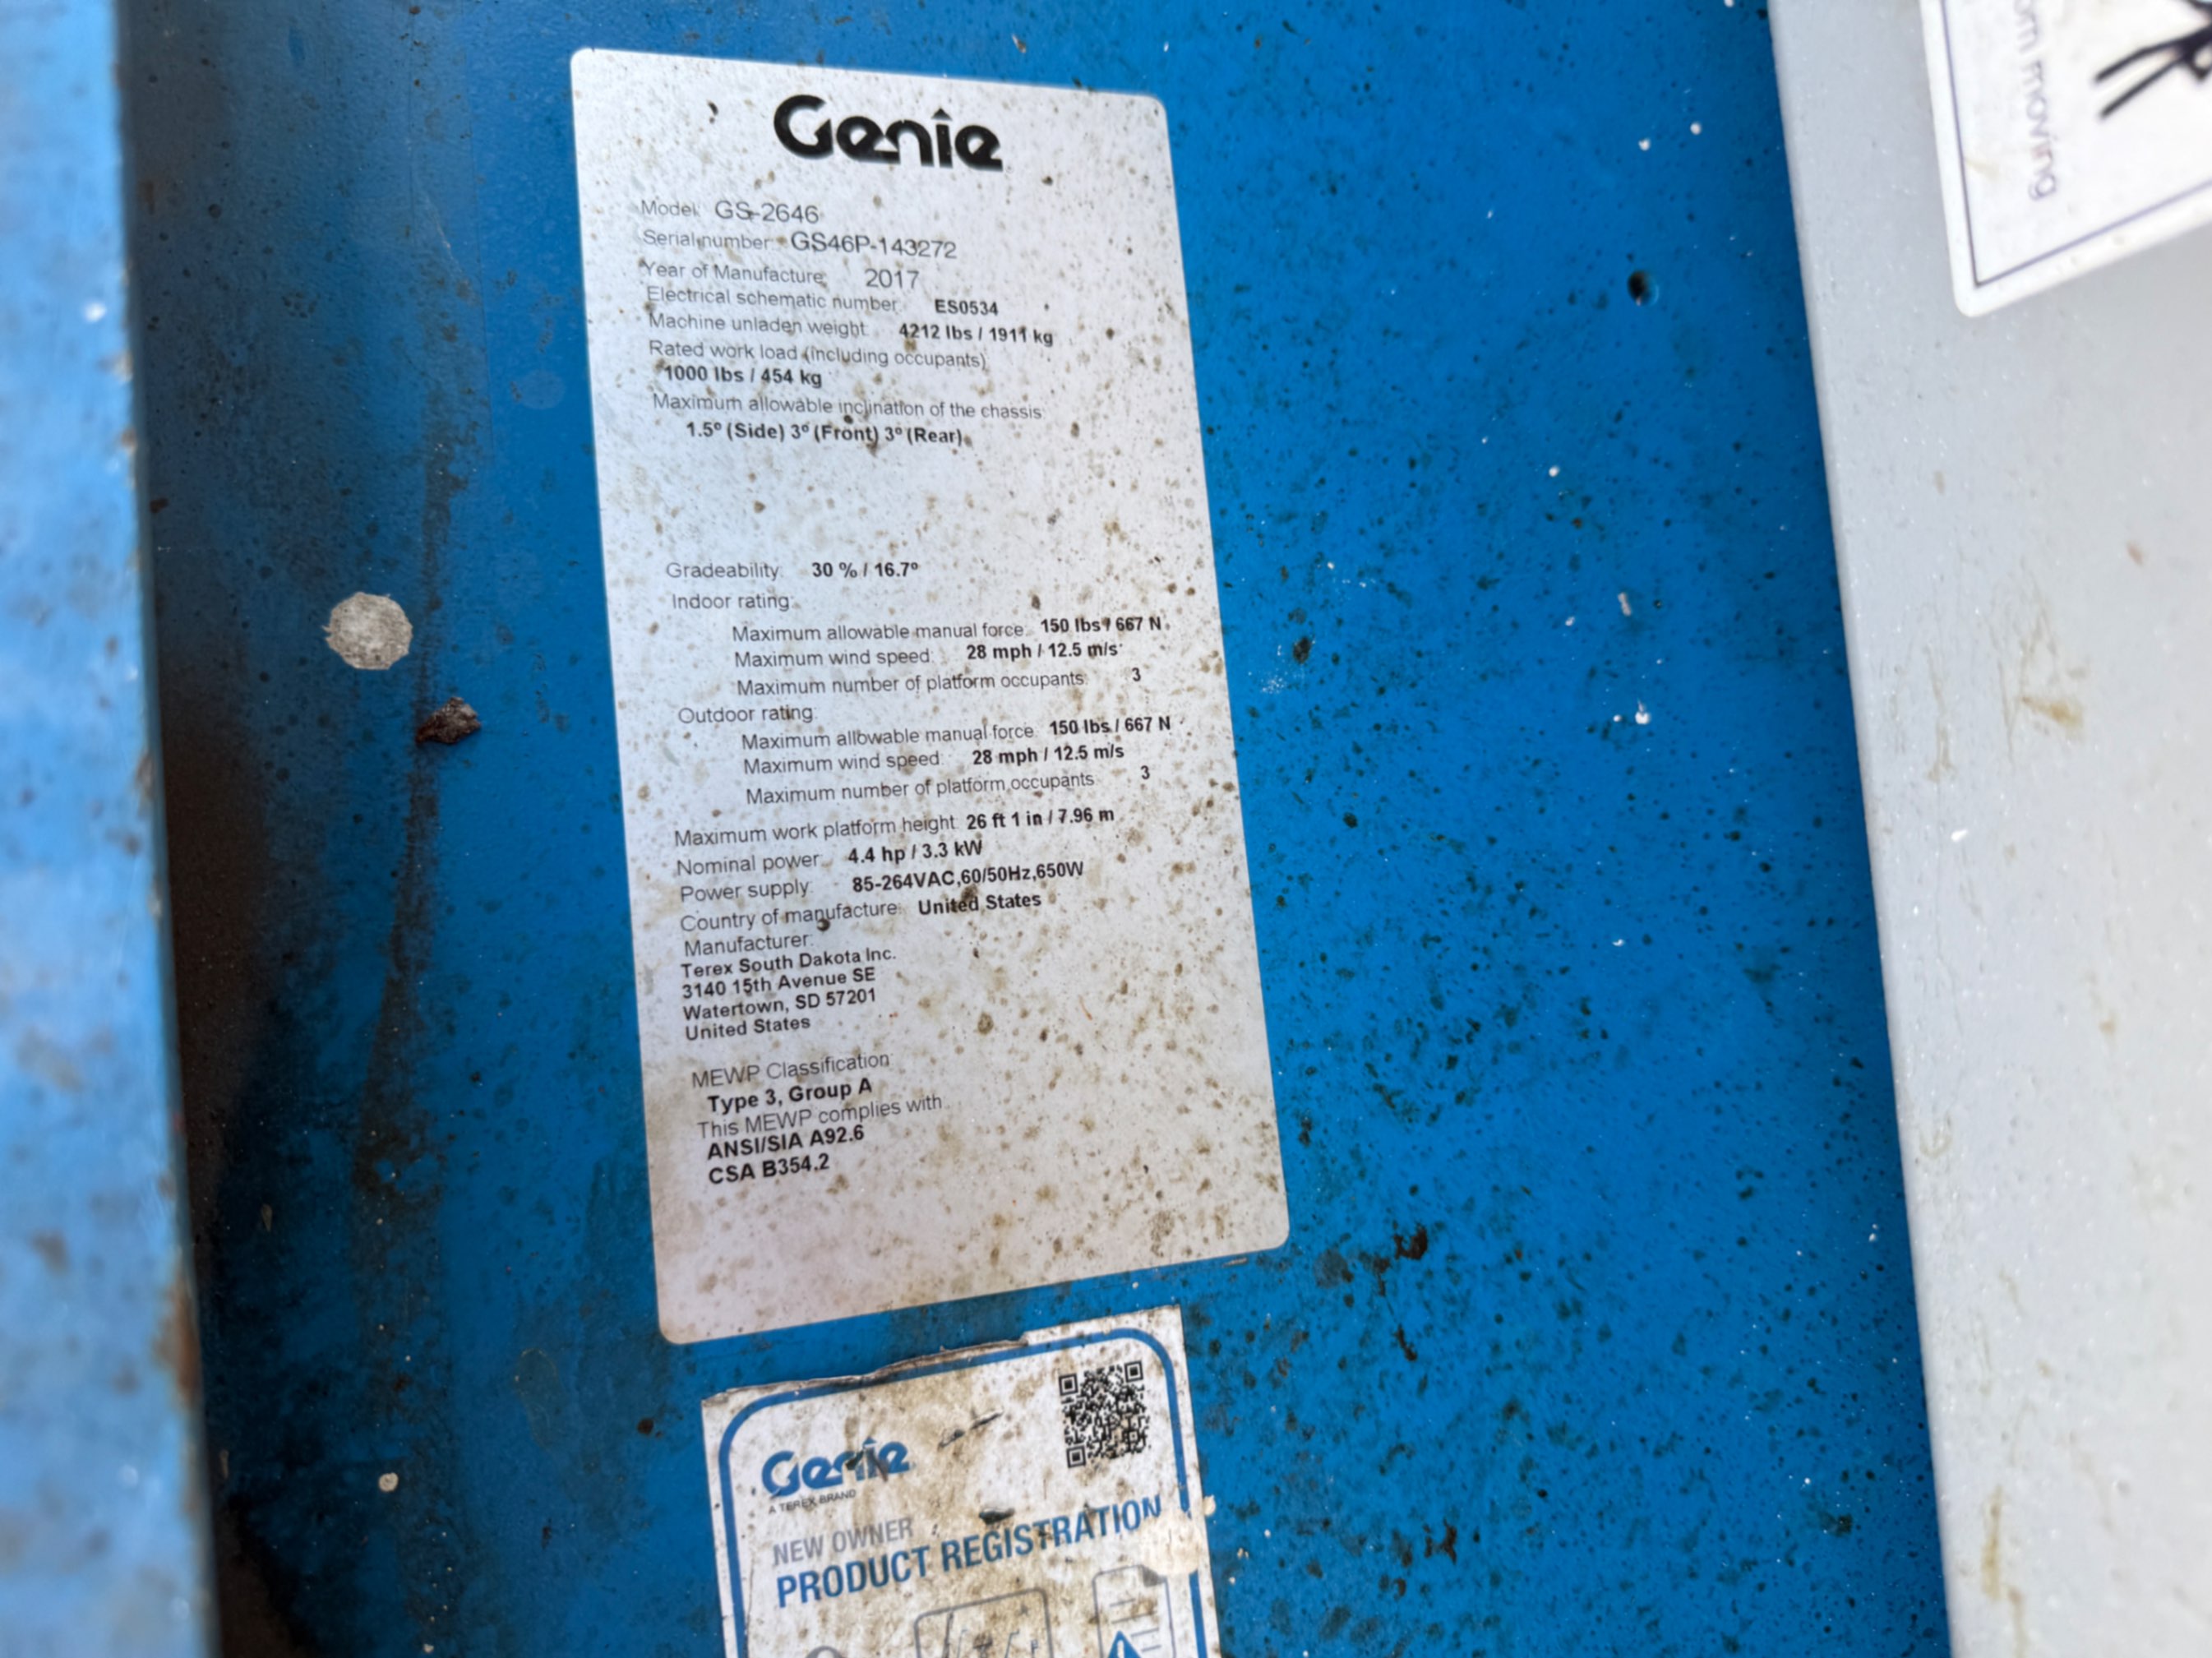 Genie
Model: GS-2646
Serial number: GS46P-143272
Year of Manufacture: 2017
Electrical schematic number: ES0534
Machine unladen weight: 4212 lbs / 1911 kg
Rated work load (including occupants):
1000 lbs / 454 kg
Maximum allowable inclination of the chassis:
1.5º (Side) 3º (Front) 3º (Rear)
Gradeability: 30 % / 16.7º
Indoor rating:
Maximum allowable manual force: 150 lbs / 667 N
Maximum wind speed: 28 mph / 12.5 m/s
Maximum number of platform occupants: 3
Outdoor rating:
Maximum allowable manual force: 150 lbs / 667 N
Maximum wind speed: 28 mph / 12.5 m/s
Maximum number of platform occupants: 3
Maximum work platform height: 26 ft 1 in / 7.96 m
Nominal power: 4.4 hp / 3.3 kW
Power supply: 85-264VAC,60/50Hz,650W
Country of manufacture: United States
Manufacturer:
Terex South Dakota Inc.
3140 15th Avenue SE
Watertown, SD 57201
United States
MEWP Classification:
Type 3, Group A
This MEWP complies with:
ANSI/SIA A92.6
CSA B354.2
Genie
A TEREX BRAND
NEW OWNER
PRODUCT REGISTRATION
moving